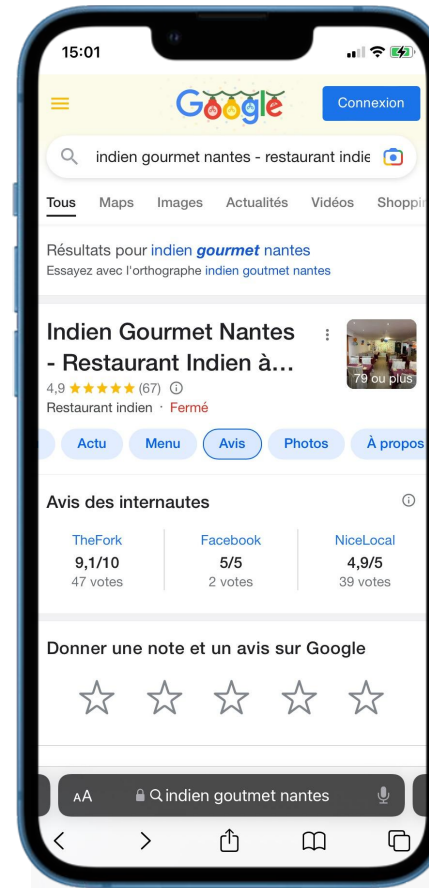 15:01
Google
Connexion
indien gourmet nantes - restaurant indie
Tous Maps Images Actualités Vidéos Shoppin
Résultats pour indien gourmet nantes
Essayez avec l'orthographe indien goutmet nantes
Indien Gourmet Nantes
- Restaurant Indien à...
79 ou plus
4,9 (67)
Restaurant indien · Fermé
Actu Menu Avis Photos À propos
Avis des internautes
TheFork Facebook NiceLocal
9,1/10 5/5 4,9/5
47 votes 2 votes 39 votes
Donner une note et un avis sur Google
AA indien goutmet nantes